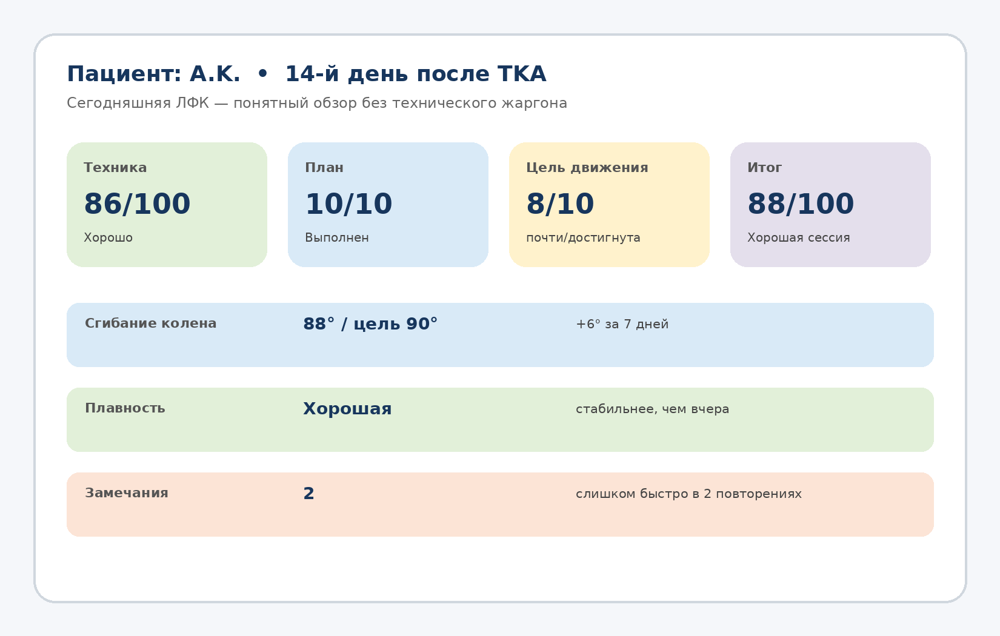 Пациент: А.К. • 14-й день после ТКА
Сегодняшняя ЛФК — понятный обзор без технического жаргона
Техника
86/100
Хорошо
План
10/10
Выполнен
Цель движения
8/10
почти/достигнута
Итог
88/100
Хорошая сессия
Сгибание колена
88° / цель 90°
+6° за 7 дней
Плавность
Хорошая
стабильнее, чем вчера
Замечания
2
слишком быстро в 2 повторениях